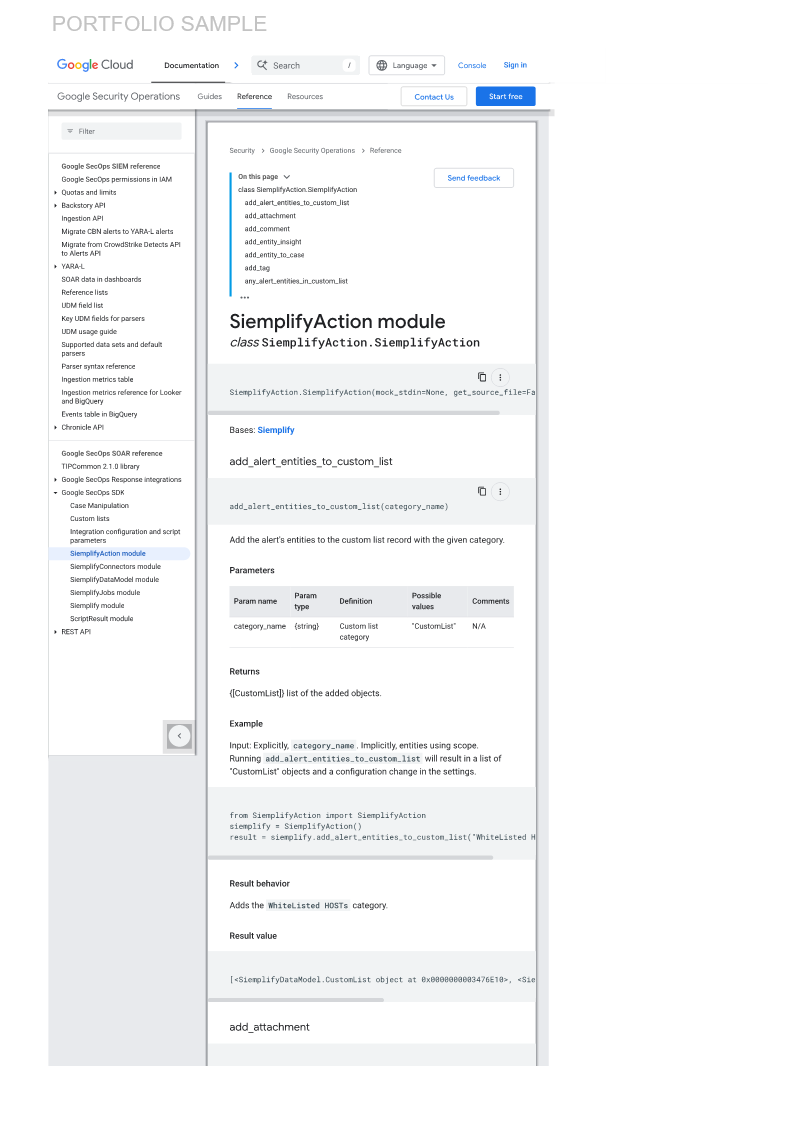 PORTFOLIO SAMPLE
Google Cloud
Documentation
Search
/
Language
Console
Sign in
Google Security Operations
Guides
Reference
Resources
Contact Us
Start free
Filter
Google SecOps SIEM reference
Google SecOps permissions in IAM
Quotas and limits
Backstory API
Ingestion API
Migrate CBN alerts to YARA-L alerts
Migrate from CrowdStrike Detects API
to Alerts API
YARA-L
SOAR data in dashboards
Reference lists
UDM field list
Key UDM fields for parsers
UDM usage guide
Supported data sets and default
parsers
Parser syntax reference
Ingestion metrics table
Ingestion metrics reference for Looker
and BigQuery
Events table in BigQuery
Chronicle API
Google SecOps SOAR reference
TIPCommon 2.1.0 library
Google SecOps Response integrations
Google SecOps SDK
Case Manipulation
Custom lists
Integration configuration and script
parameters
SiemplifyAction module
SiemplifyConnectors module
SiemplifyDataModel module
SiemplifyJobs module
Siemplify module
ScriptResult module
REST API
Security > Google Security Operations > Reference
On this page
Send feedback
class SiemplifyAction.SiemplifyAction
add_alert_entities_to_custom_list
add_attachment
add_comment
add_entity_insight
add_entity_to_case
add_tag
any_alert_entities_in_custom_list
•••
SiemplifyAction module
class SiemplifyAction.SiemplifyAction
SiemplifyAction.SiemplifyAction(mock_stdin=None, get_source_file=Fa
Bases: Siemplify
add_alert_entities_to_custom_list
add_alert_entities_to_custom_list(category_name)
Add the alert's entities to the custom list record with the given category.
Parameters
Param name Param type Definition Possible values Comments
category_name {string} Custom list category "CustomList" N/A
Returns
{[CustomList]} list of the added objects.
Example
Input: Explicitly, category_name. Implicitly, entities using scope.
Running add_alert_entities_to_custom_list will result in a list of
"CustomList" objects and a configuration change in the settings.
from SiemplifyAction import SiemplifyAction
siemplify = SiemplifyAction()
result = siemplify.add_alert_entities_to_custom_list("WhiteListed H
Result behavior
Adds the WhiteListed HOSTs category.
Result value
[<SiemplifyDataModel.CustomList object at 0x0000000003476E10>, <Sie
add_attachment